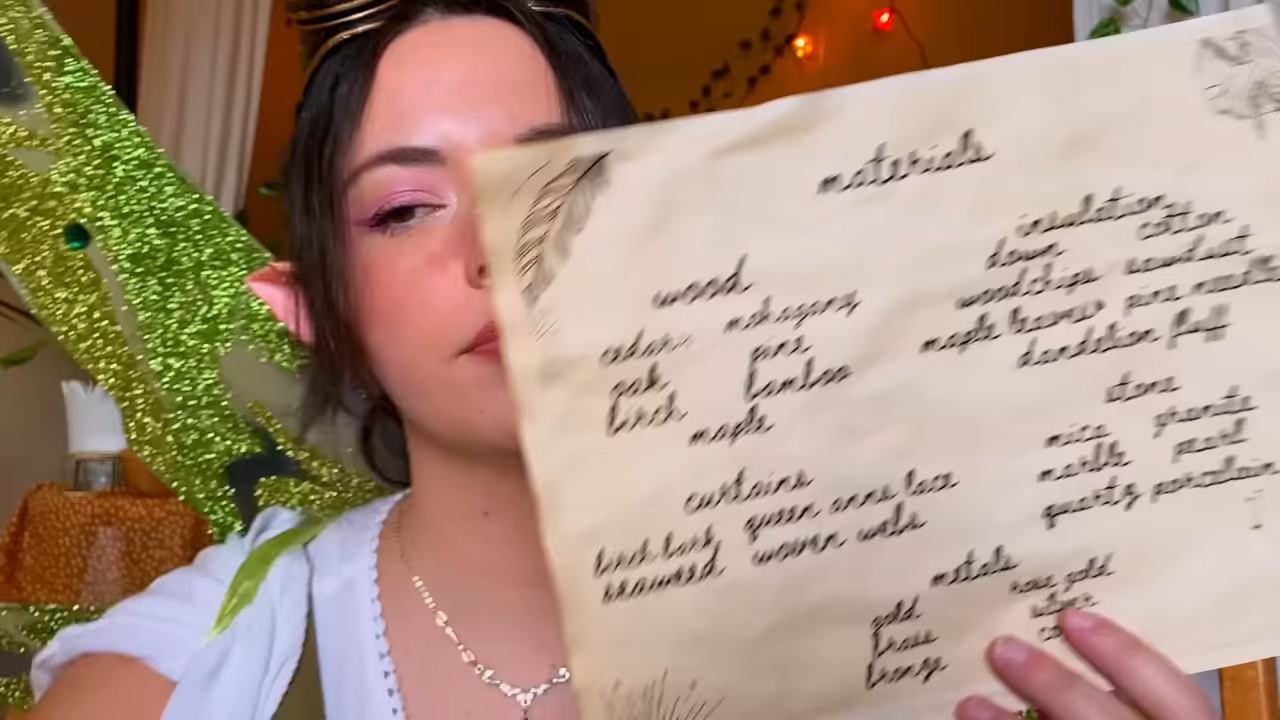 materials
wood
cedar mahogany
oak pine
birch bamboo
maple
insulation
down cotton
woodchips sawdust
maple leaves pine needle
dandelion fluff
stone
mica granite
marble pearl
quartz porcelain
curtains
birch bark queen anne lace
seaweed woven webs
metals
gold rose gold
brass silver
bronze